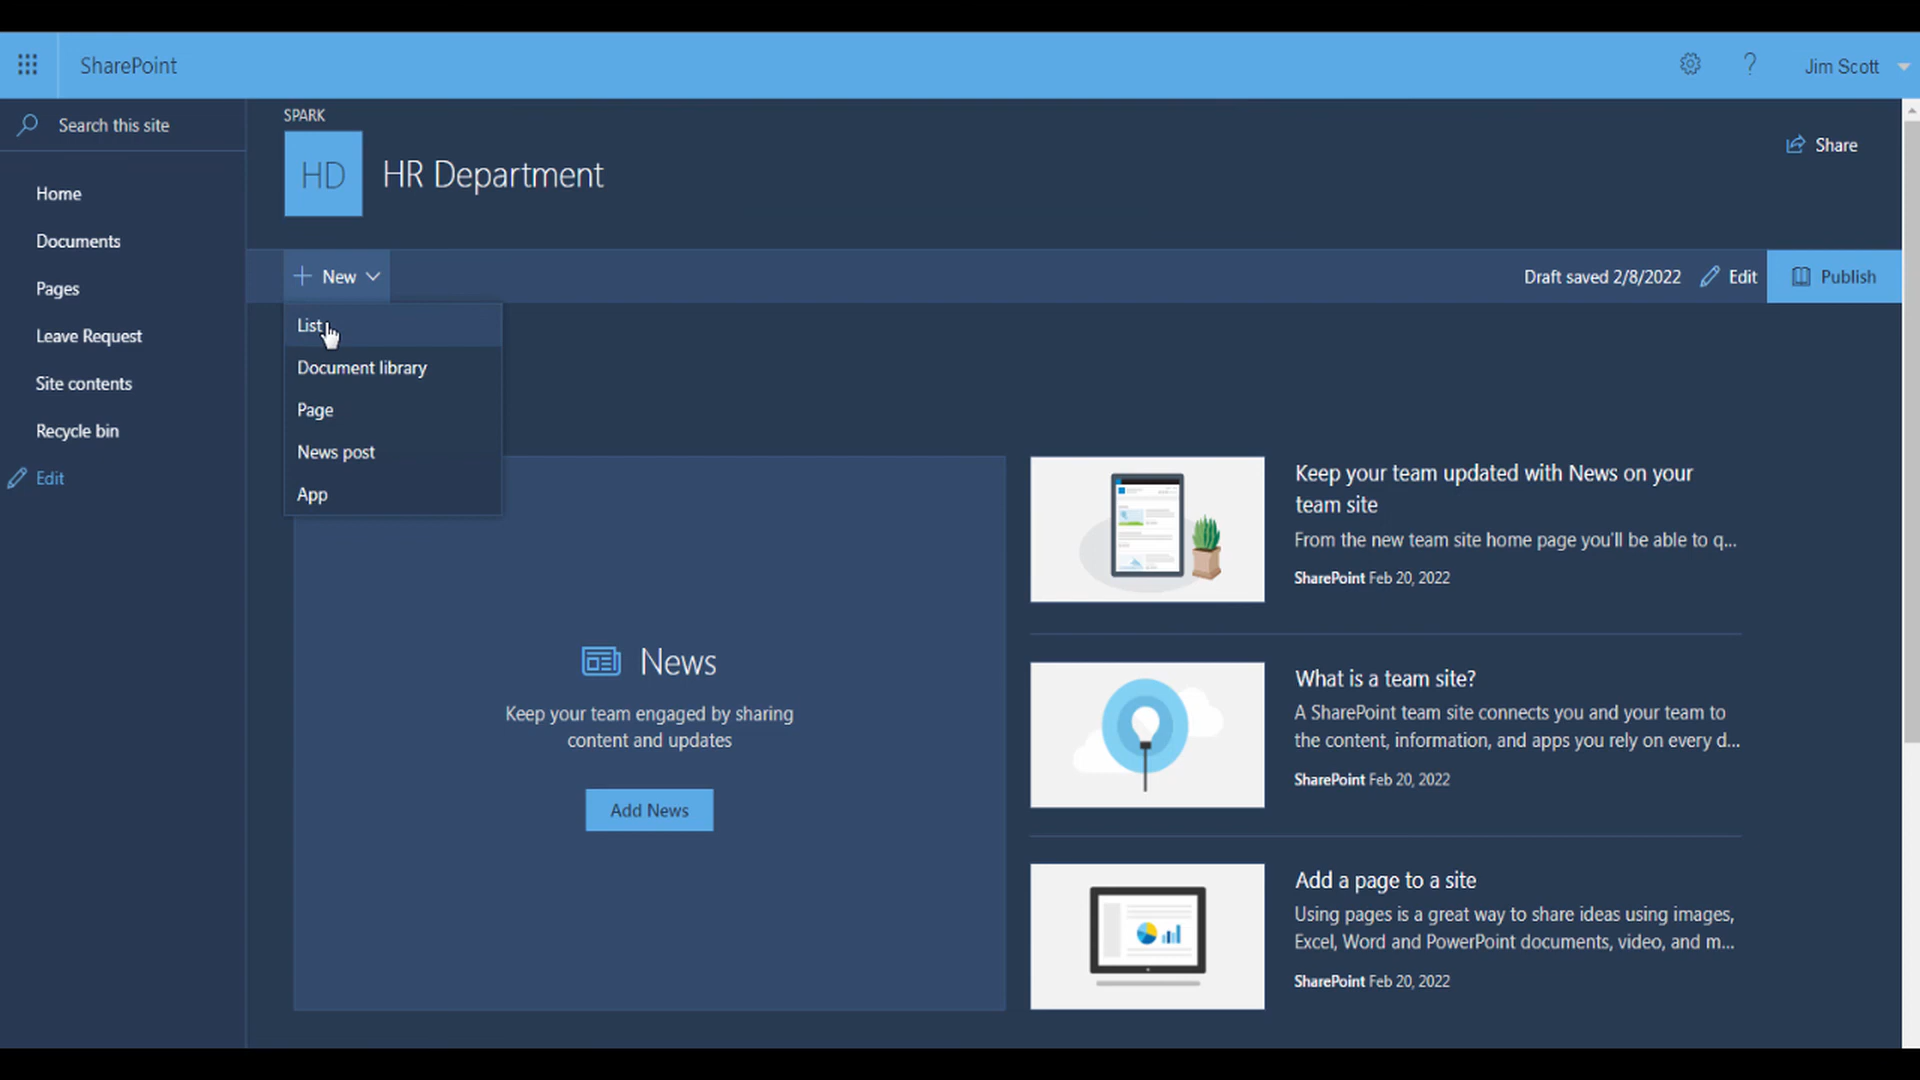 SharePoint
Jim Scott
Search this site
Home
Documents
Pages
Leave Request
Site contents
Recycle bin
Edit
SPARK
HD
HR Department
Share
New
Draft saved 2/8/2022
Edit
Publish
List
Document library
Page
News post
App
News
Keep your team engaged by sharing
content and updates
Add News
Keep your team updated with News on your
team site
From the new team site home page you'll be able to q...
SharePoint Feb 20, 2022
What is a team site?
A SharePoint team site connects you and your team to
the content, information, and apps you rely on every d...
SharePoint Feb 20, 2022
Add a page to a site
Using pages is a great way to share ideas using images,
Excel, Word and PowerPoint documents, video, and m...
SharePoint Feb 20, 2022